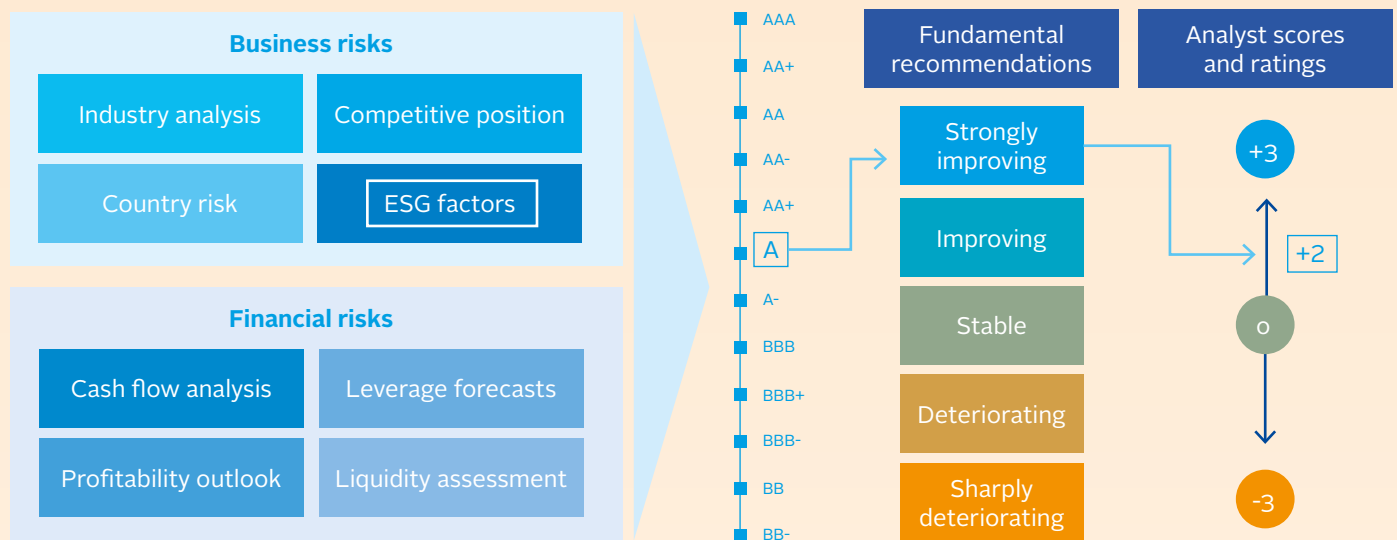 Business risks
Industry analysis
Competitive position
Country risk
ESG factors
Financial risks
Cash flow analysis
Leverage forecasts
Profitability outlook
Liquidity assessment
AAA
AA+
AA
AA-
AA+
A
A-
BBB
BBB+
BBB-
BB
BB-
Fundamental
recommendations
Strongly
improving
Improving
Stable
Deteriorating
Sharply
deteriorating
Analyst scores
and ratings
+3
+2
0
-3